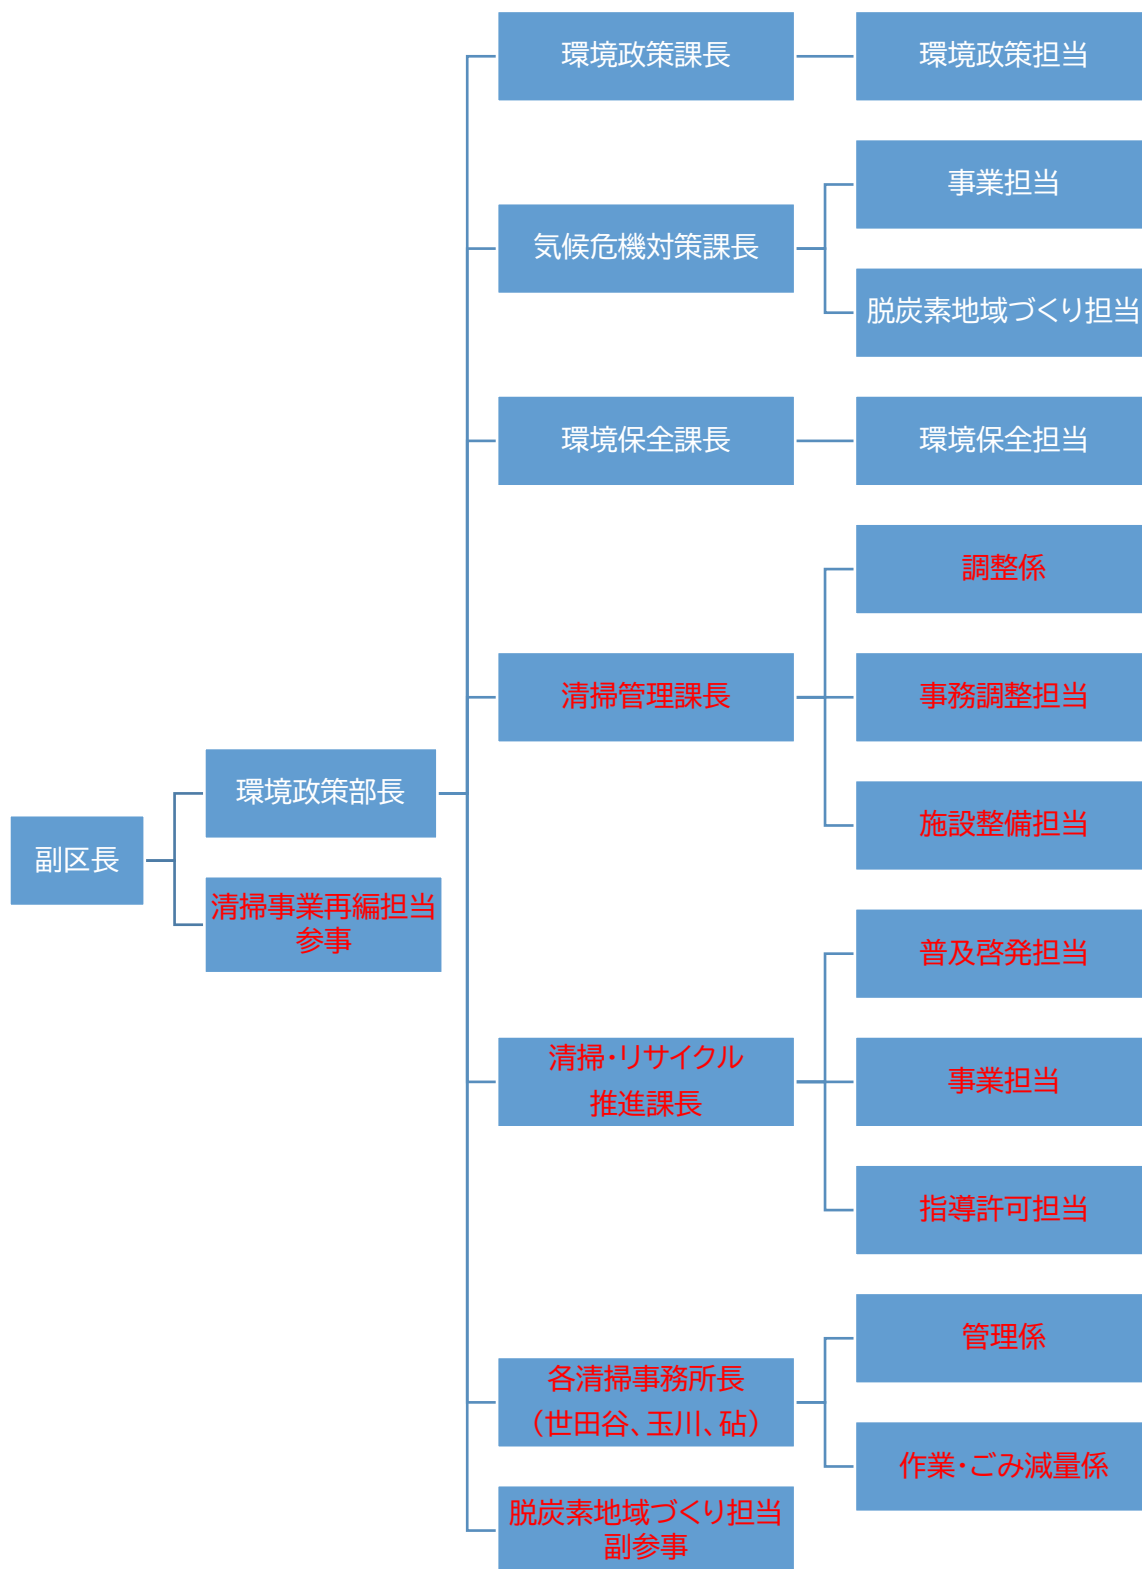 副区長
環境政策部長
清掃事業再編担当
参事
環境政策課長
環境政策担当
気候危機対策課長
事業担当
脱炭素地域づくり担当
環境保全課長
環境保全担当
清掃管理課長
調整係
事務調整担当
施設整備担当
清掃・リサイクル
推進課長
普及啓発担当
事業担当
指導許可担当
各清掃事務所長
（世田谷、玉川、砧）
管理係
作業・ごみ減量係
脱炭素地域づくり担当
副参事